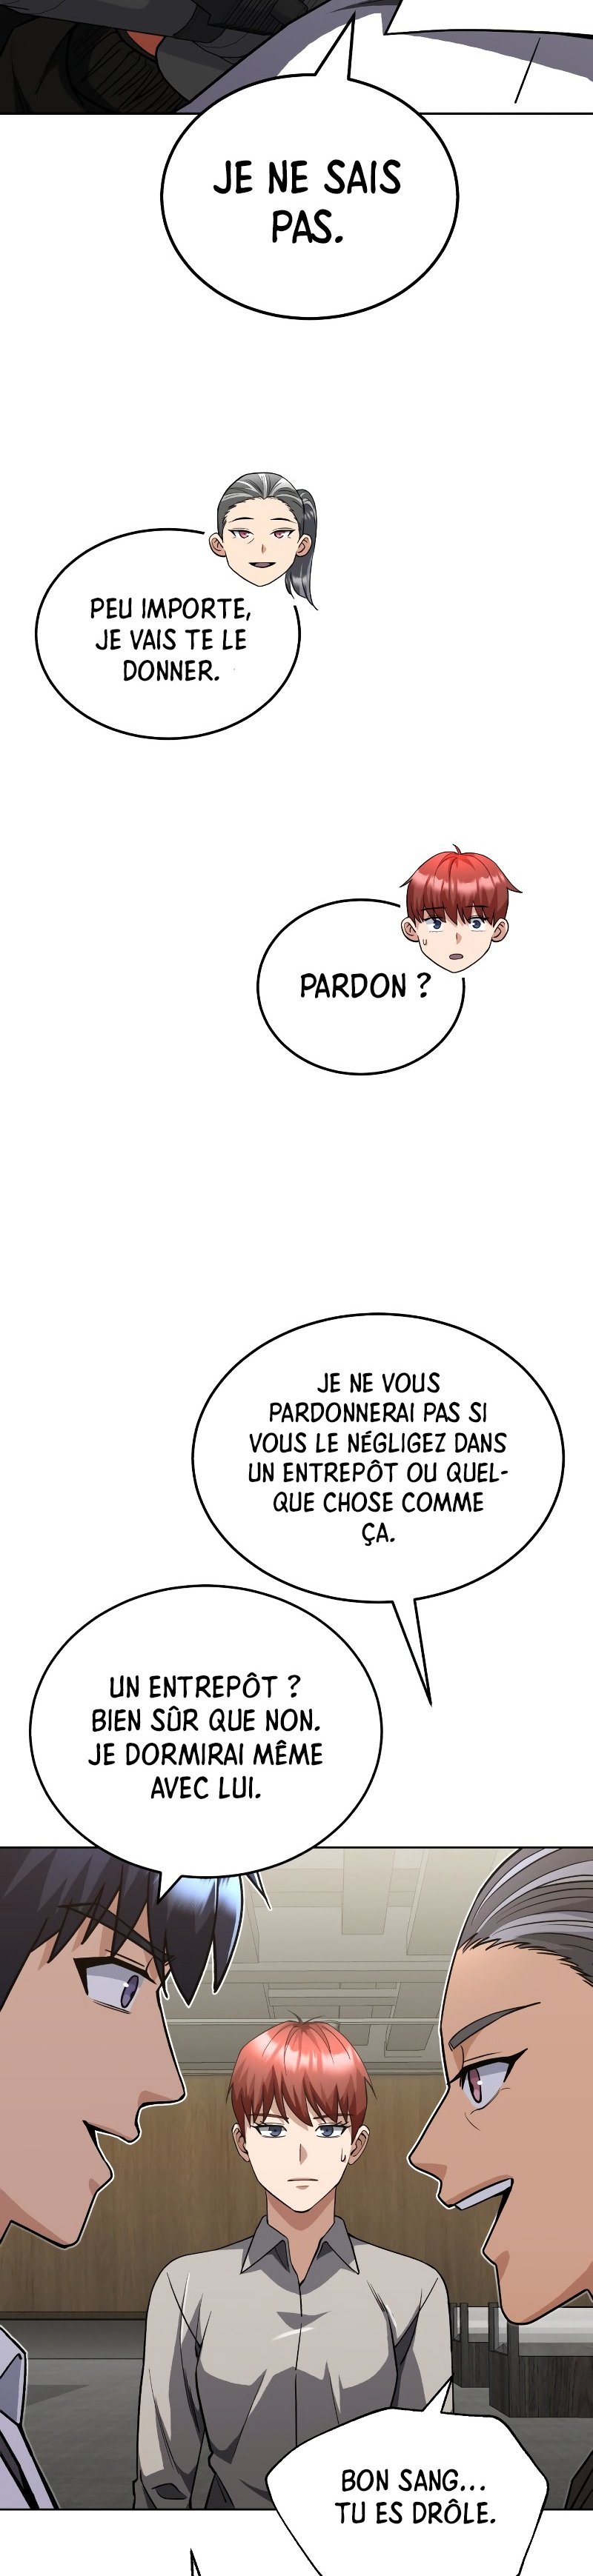 JE NE SAIS
PAS.
PEU IMPORTE,
JE VAIS TE LE
DONNER.
PARDON ?
JE NE VOUS
PARDONNERAI PAS SI
VOUS LE NÉGLIGEZ DANS
UN ENTREPÔT OU QUEL-
QUE CHOSE COMME
ÇA.
UN ENTREPÔT ?
BIEN SÛR QUE NON.
JE DORMIRAI MÊME
AVEC LUI.
BON SANG...
TU ES DRÔLE.